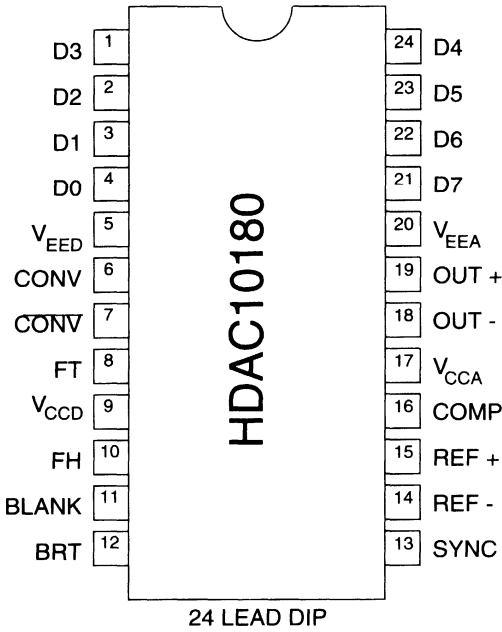 D3 1 24 D4
D2 2 23 D5
D1 3 22 D6
D0 4 21 D7
VEED 5 20 VEEA
CONV 6 19 OUT +
CONV 7 18 OUT -
FT 8 17 VCCA
VCCD 9 16 COMP
FH 10 15 REF +
BLANK 11 14 REF -
BRT 12 13 SYNC
HDAC10180
24 LEAD DIP